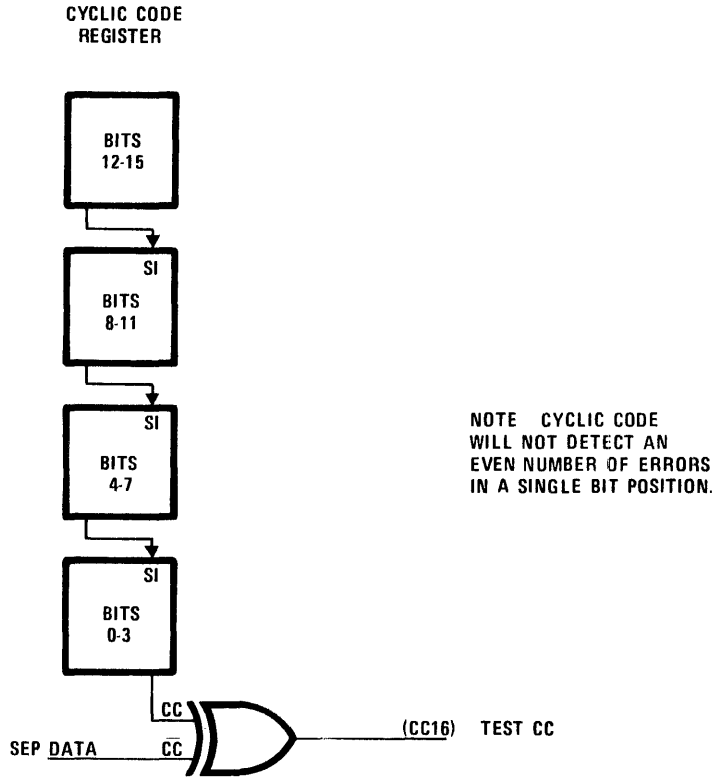 CYCLIC CODE
REGISTER
BITS
12-15
SI
BITS
8-11
SI
BITS
4-7
SI
BITS
0-3
CC
SEP DATA
C̅C̅
(CC16) TEST CC
NOTE CYCLIC CODE
WILL NOT DETECT AN
EVEN NUMBER OF ERRORS
IN A SINGLE BIT POSITION.